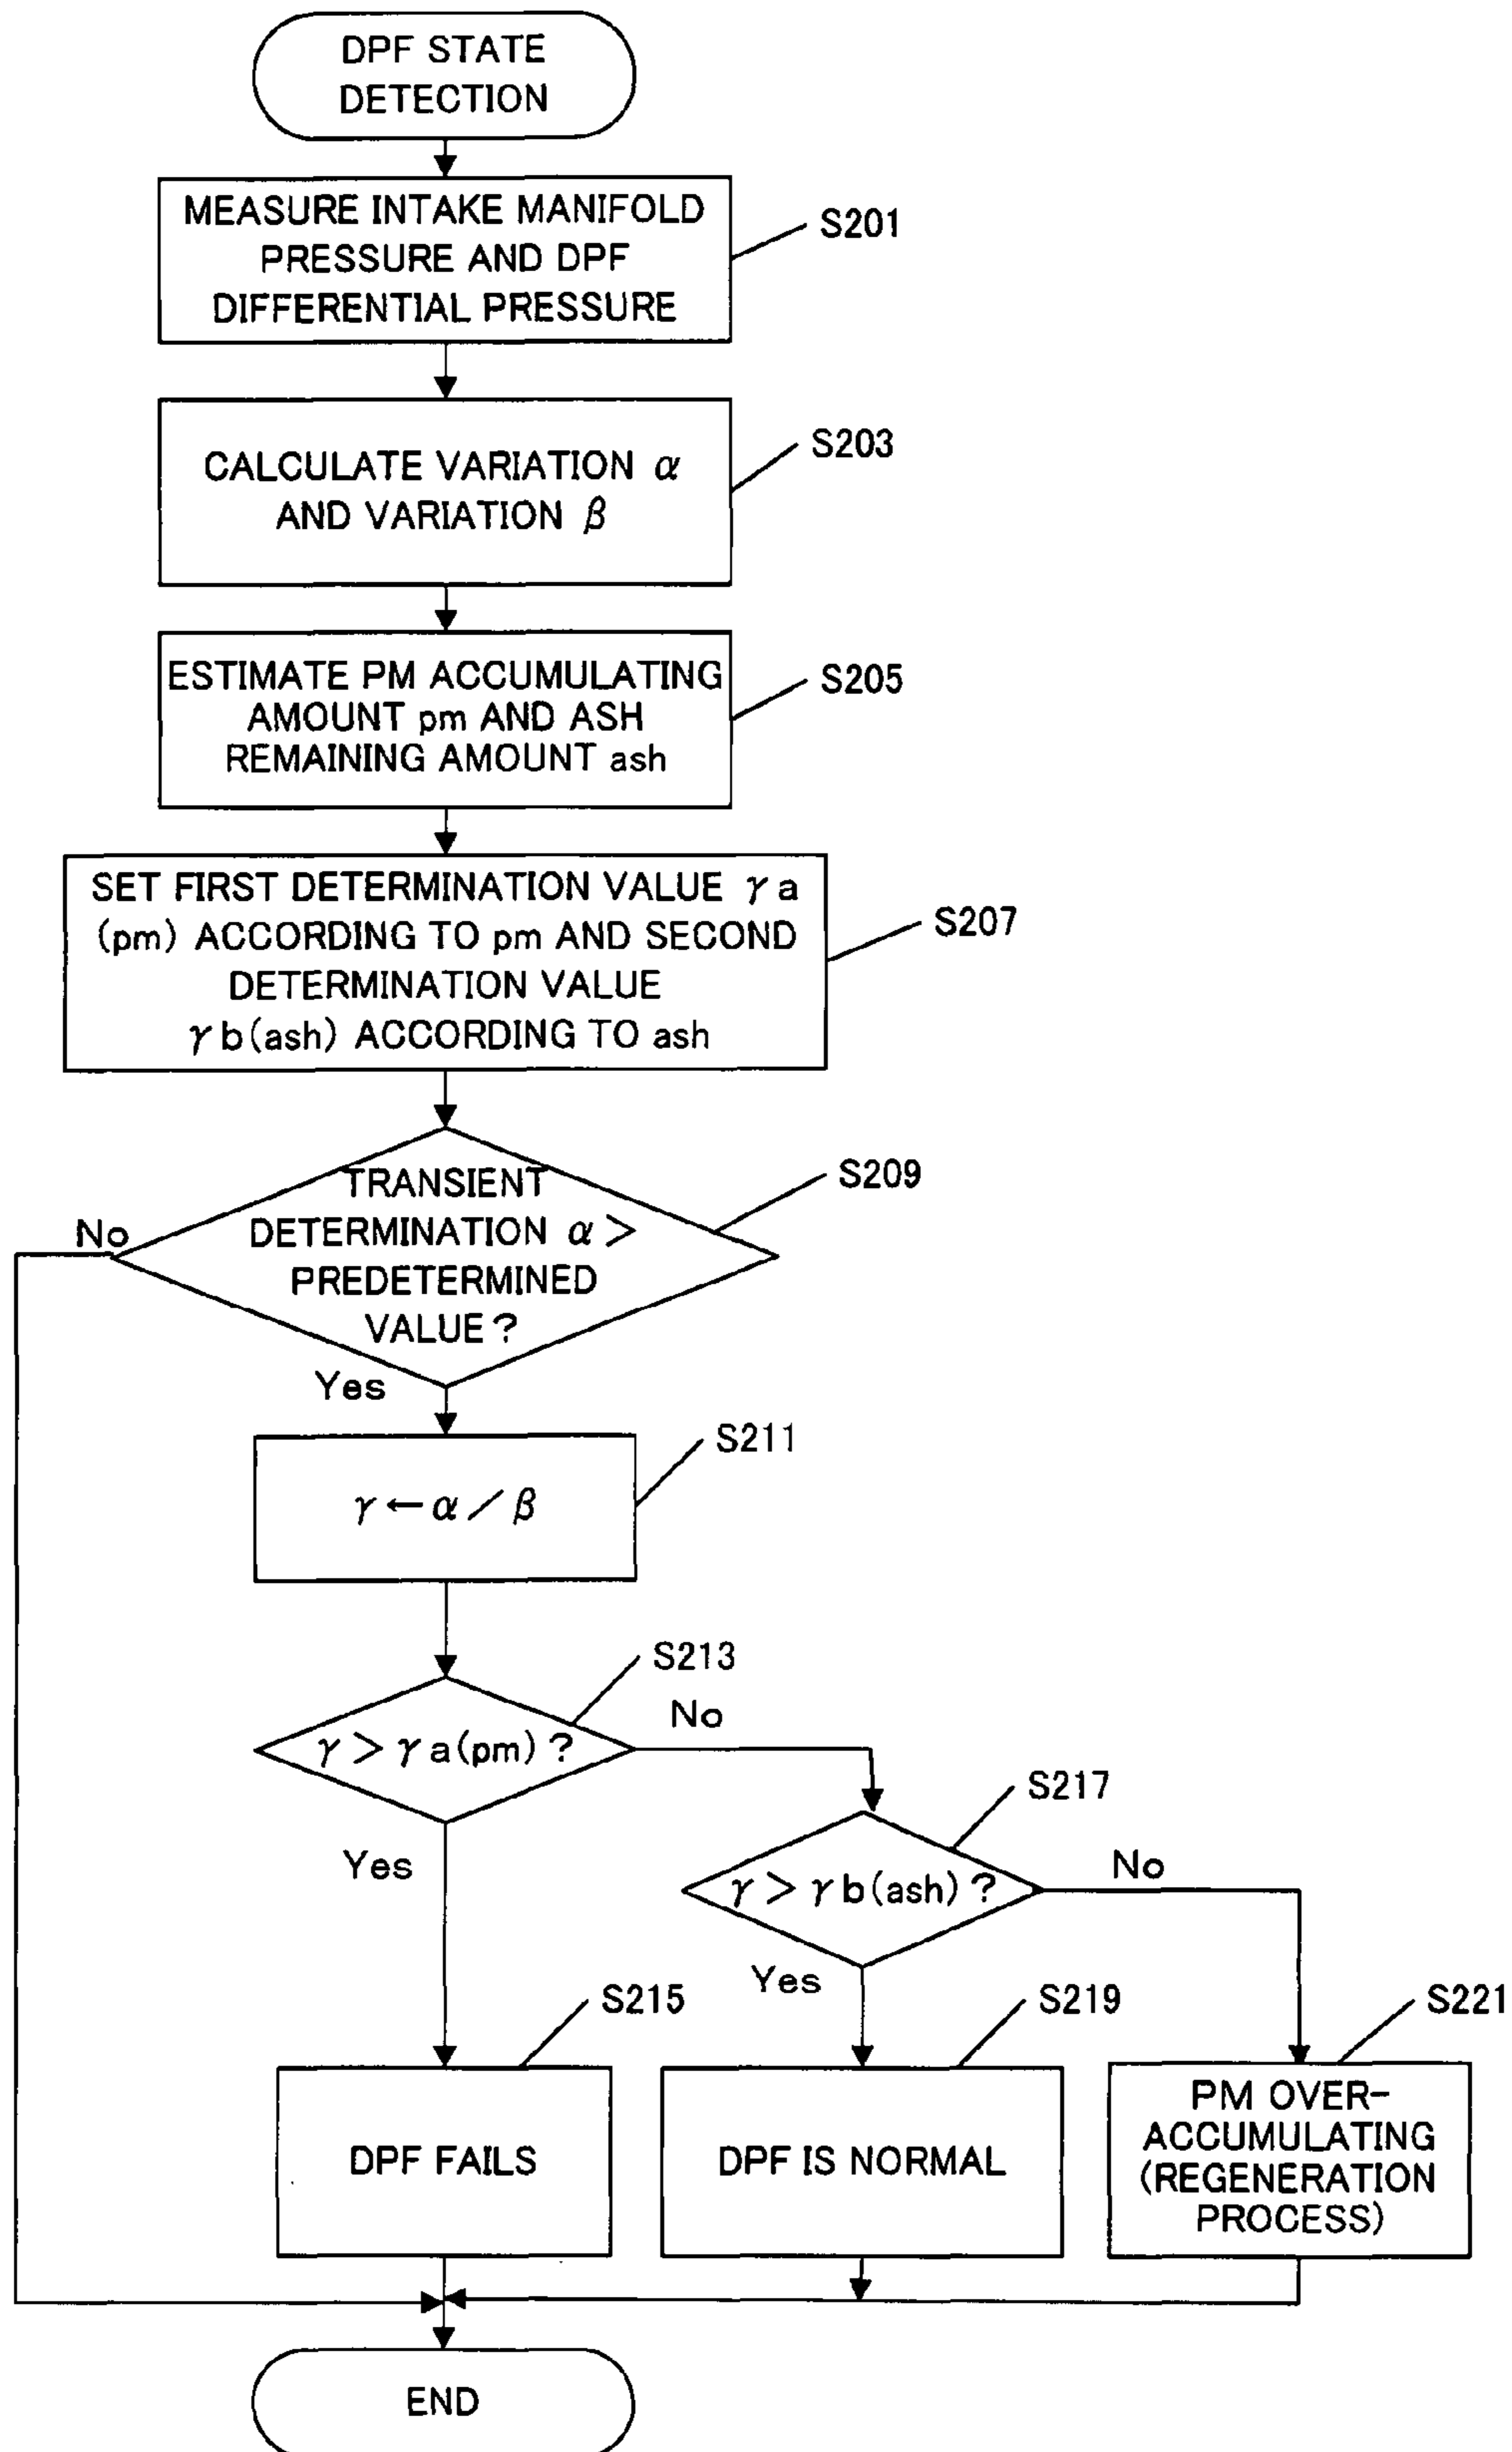 DPF STATE
DETECTION
MEASURE INTAKE MANIFOLD
PRESSURE AND DPF
DIFFERENTIAL PRESSURE
S201
CALCULATE VARIATION α
AND VARIATION β
S203
ESTIMATE PM ACCUMULATING
AMOUNT pm AND ASH
REMAINING AMOUNT ash
S205
SET FIRST DETERMINATION VALUE γa
(pm) ACCORDING TO pm AND SECOND
DETERMINATION VALUE
γb(ash) ACCORDING TO ash
S207
TRANSIENT
DETERMINATION α>
PREDETERMINED
VALUE?
S209
No
Yes
γ←α/β
S211
γ>γa(pm)?
S213
No
Yes
γ>γb(ash)?
S217
No
Yes
DPF FAILS
S215
DPF IS NORMAL
S219
PM OVER-
ACCUMULATING
(REGENERATION
PROCESS)
S221
END